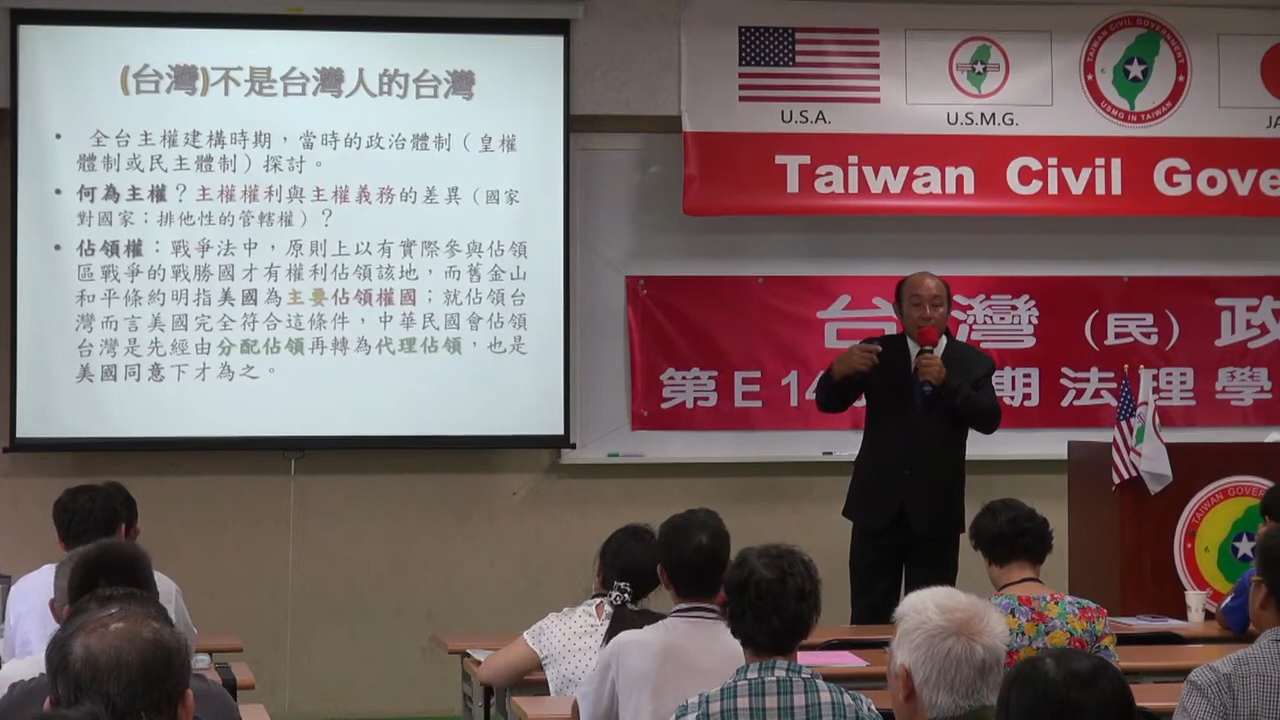 (台灣)不是台灣人的台灣
• 全台主權建構時期，當時的政治體制（皇權
體制或民主體制）探討。
• 何為主權？主權權利與主權義務的差異（國家
對國家；排他性的管轄權）？
• 佔領權：戰爭法中，原則上以有實際參與佔領
區戰爭的戰勝國才有權利佔領該地，而舊金山
和平條約明指美國為主要佔領權國；就佔領台
灣而言美國完全符合這條件，中華民國會佔領
台灣是先經由分配佔領再轉為代理佔領，也是
美國同意下才為之。
U.S.A.
U.S.M.G.
TAIWAN CIVIL GOVERNMENT
USMG IN TAIWAN
JA
Taiwan Civil Gove
台灣（民）政
第E14 期法理學
TAIWAN GOVER